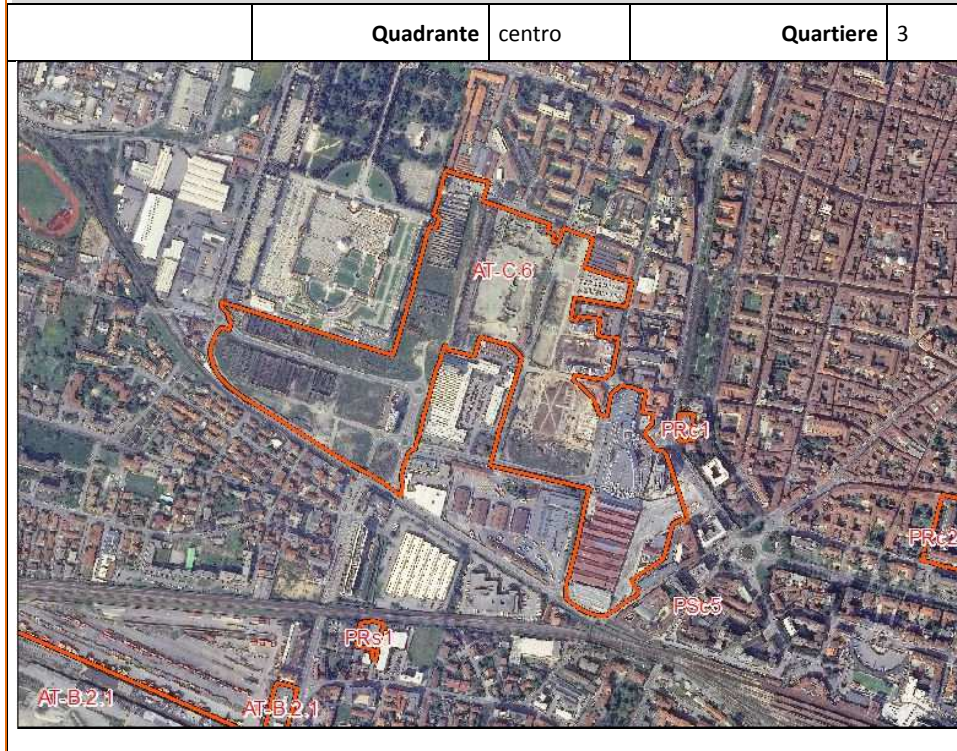 Quadrante centro Quartiere 3
AT-C.6
PRc1
PRc2
PSc5
PRs1
AT-B.2.1
AT-B.2.1